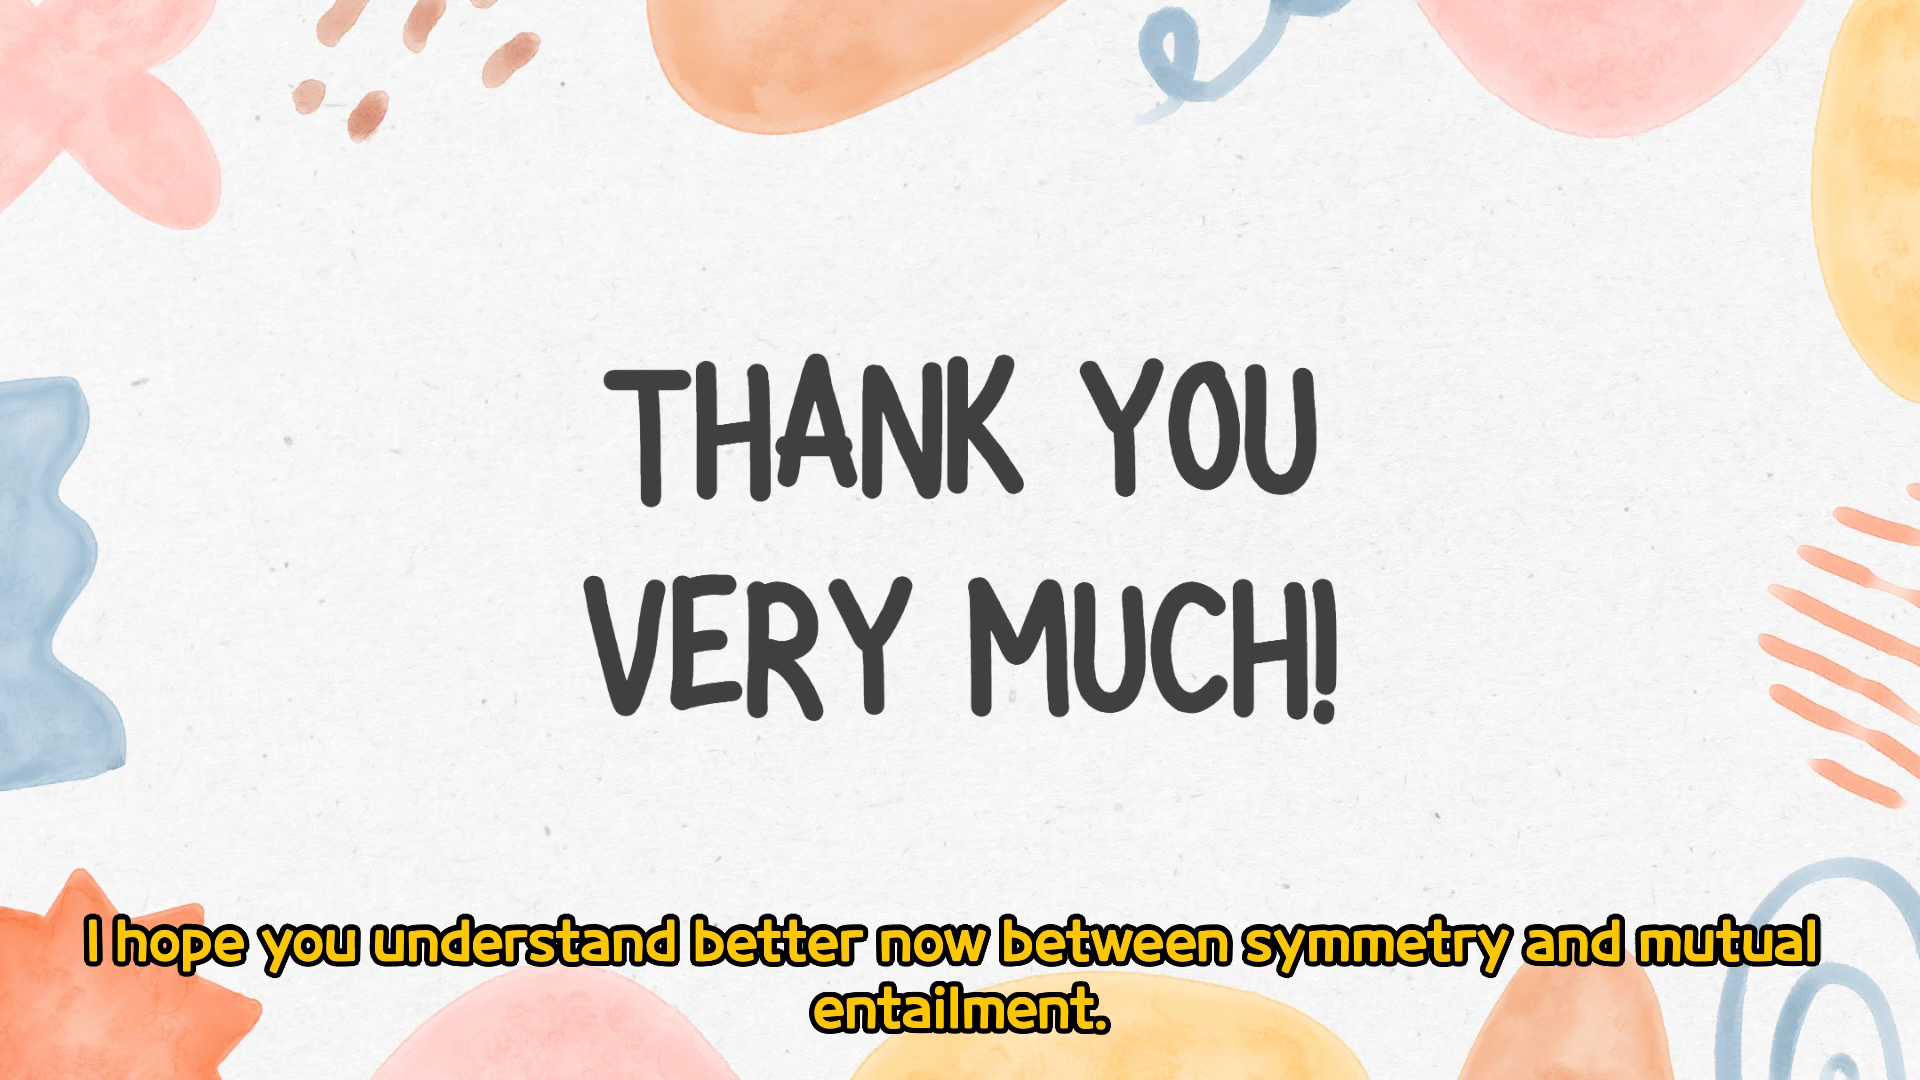 THANK YOU
VERY MUCH!
I hope you understand better now between symmetry and mutual
entailment.